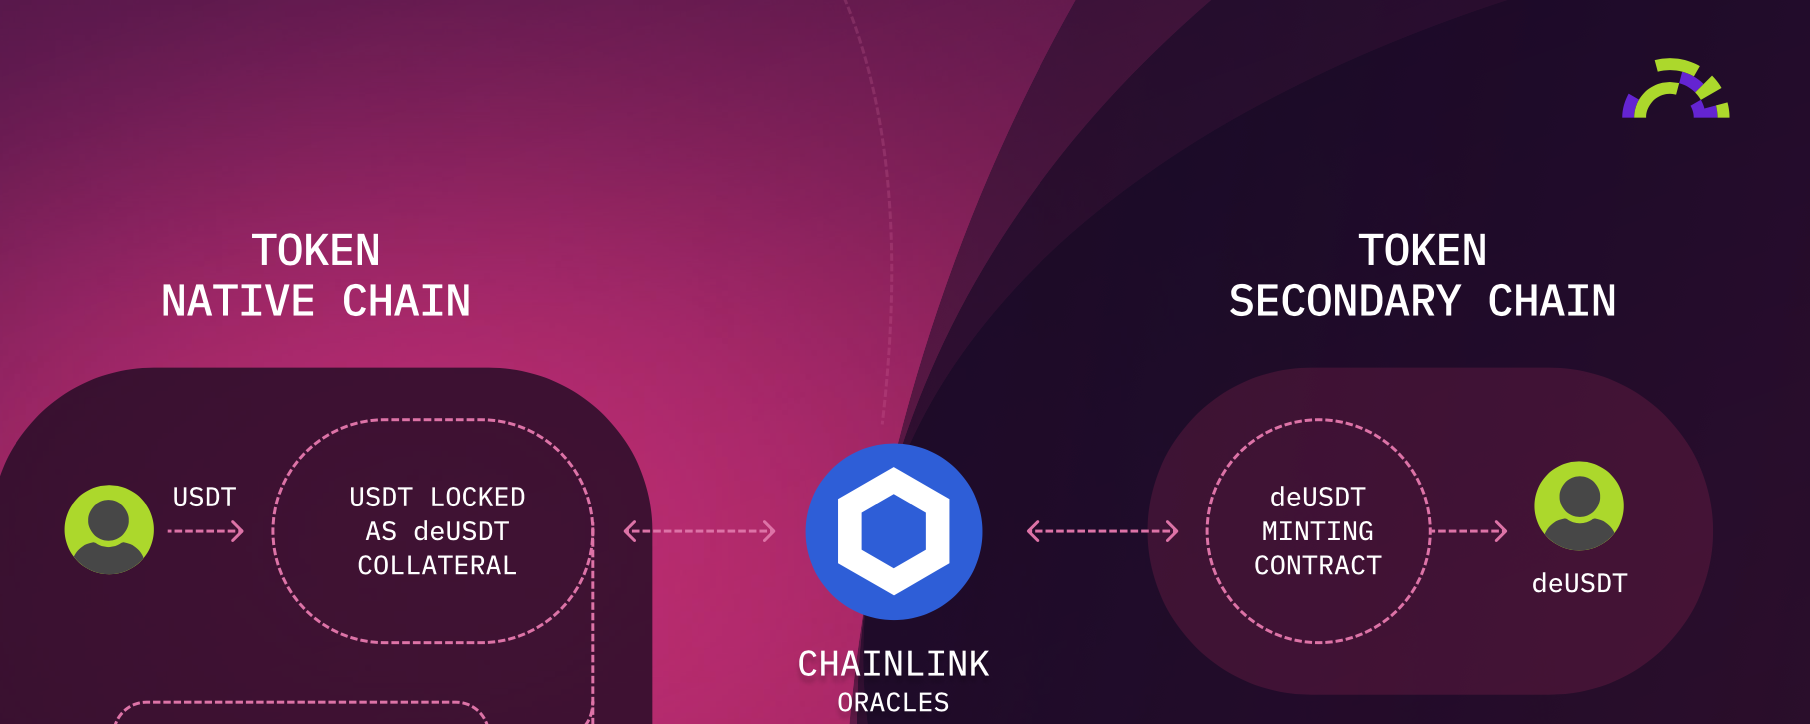 TOKEN
NATIVE CHAIN
TOKEN
SECONDARY CHAIN
USDT
USDT LOCKED
AS deUSDT
COLLATERAL
CHAINLINK
ORACLES
deUSDT
MINTING
CONTRACT
deUSDT